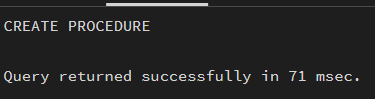 CREATE PROCEDURE
Query returned successfully in 71 msec.